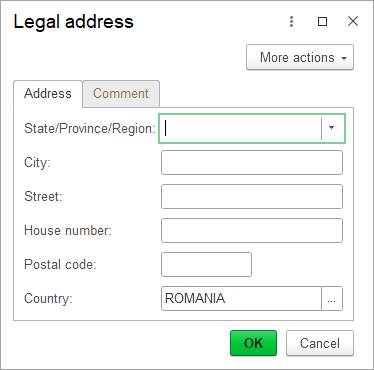 Legal address
More actions
Address Comment
State/Province/Region:
City:
Street:
House number:
Postal code:
Country: ROMANIA ...
OK Cancel